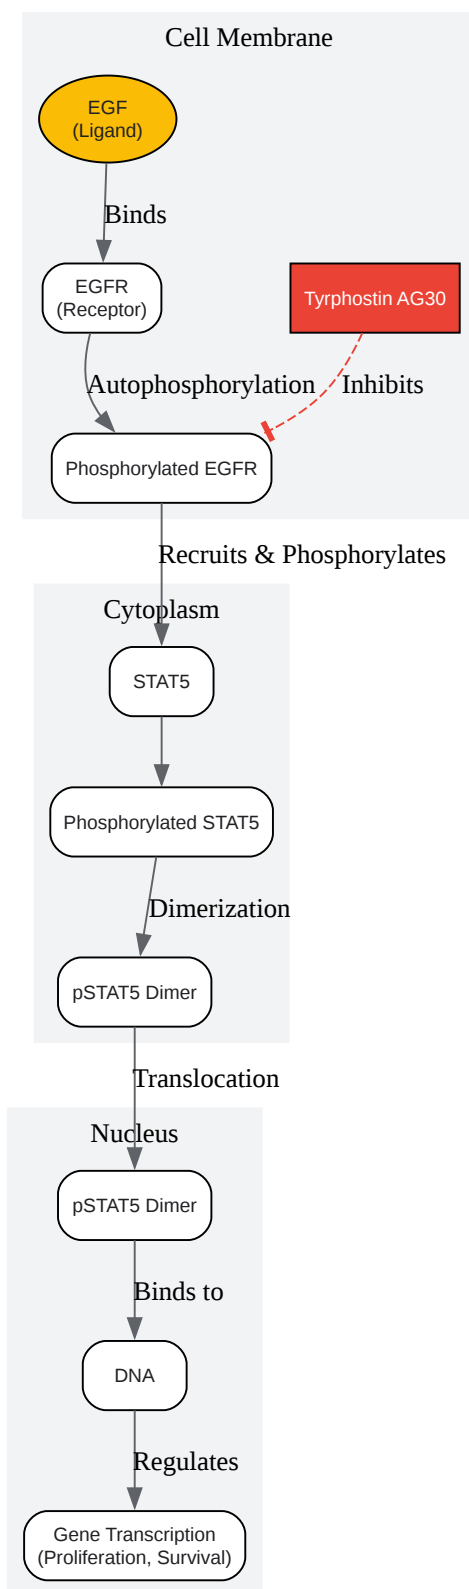 Cell Membrane
EGF
(Ligand)
Binds
EGFR
(Receptor)
Tyrphostin AG30
Autophosphorylation
Inhibits
Phosphorylated EGFR
Recruits & Phosphorylates
Cytoplasm
STAT5
Phosphorylated STAT5
Dimerization
pSTAT5 Dimer
Translocation
Nucleus
pSTAT5 Dimer
Binds to
DNA
Regulates
Gene Transcription
(Proliferation, Survival)